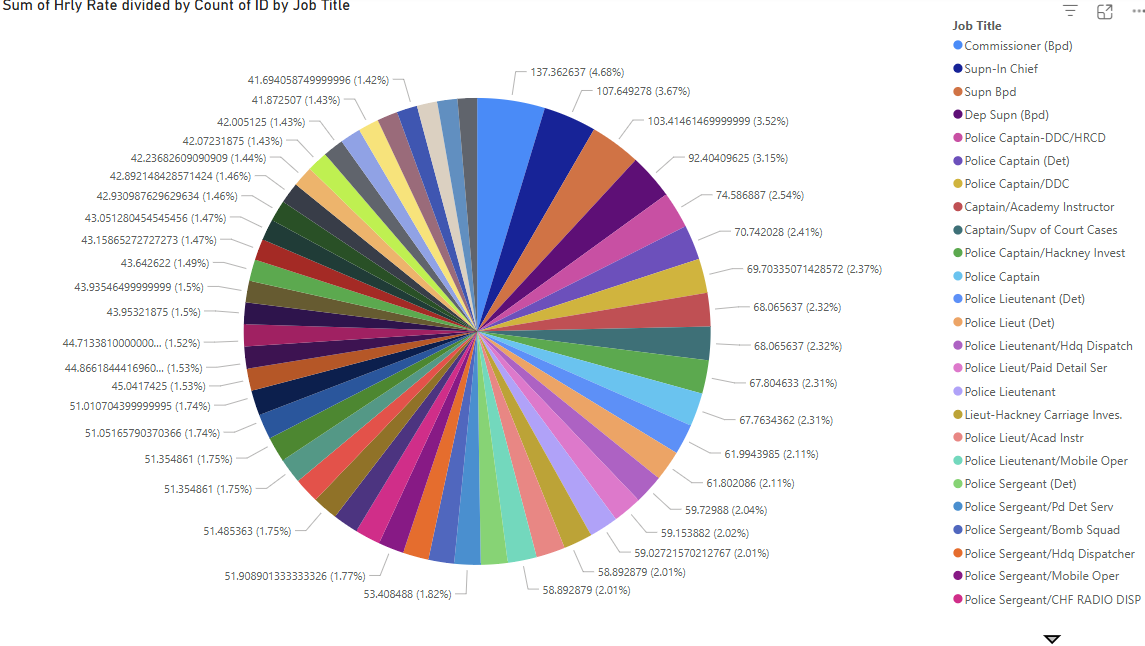 Sum of Hrly Rate divided by Count of ID by Job Title
137.362637 (4.68%)
107.649278 (3.67%)
103.41461469999999 (3.52%)
92.40409625 (3.15%)
74.586887 (2.54%)
70.742028 (2.41%)
69.70335071428572 (2.37%)
68.065637 (2.32%)
68.065637 (2.32%)
67.804633 (2.31%)
67.7634362 (2.31%)
61.9943985 (2.11%)
61.802086 (2.11%)
59.72988 (2.04%)
59.153882 (2.02%)
59.02721570212767 (2.01%)
58.892879 (2.01%)
58.892879 (2.01%)
53.408488 (1.82%)
51.908901333333326 (1.77%)
51.485363 (1.75%)
51.354861 (1.75%)
51.354861 (1.75%)
51.05165790370366 (1.74%)
51.010704399999995 (1.74%)
45.0417425 (1.53%)
44.8661844416960... (1.53%)
44.7133810000000... (1.52%)
43.95321875 (1.5%)
43.93546499999999 (1.5%)
43.642622 (1.49%)
43.15865272727273 (1.47%)
43.051280454545456 (1.47%)
42.930987629629634 (1.46%)
42.892148428571424 (1.46%)
42.23682609090909 (1.44%)
42.07231875 (1.43%)
42.005125 (1.43%)
41.872507 (1.43%)
41.694058749999996 (1.42%)
Job Title
Commissioner (Bpd)
Supn-In Chief
Supn Bpd
Dep Supn (Bpd)
Police Captain-DDC/HRCD
Police Captain (Det)
Police Captain/DDC
Captain/Academy Instructor
Captain/Supv of Court Cases
Police Captain/Hackney Invest
Police Captain
Police Lieutenant (Det)
Police Lieut (Det)
Police Lieutenant/Hdq Dispatch
Police Lieut/Paid Detail Ser
Police Lieutenant
Lieut-Hackney Carriage Inves.
Police Lieut/Acad Instr
Police Lieutenant/Mobile Oper
Police Sergeant (Det)
Police Sergeant/Pd Det Serv
Police Sergeant/Bomb Squad
Police Sergeant/Hdq Dispatcher
Police Sergeant/Mobile Oper
Police Sergeant/CHF RADIO DISP